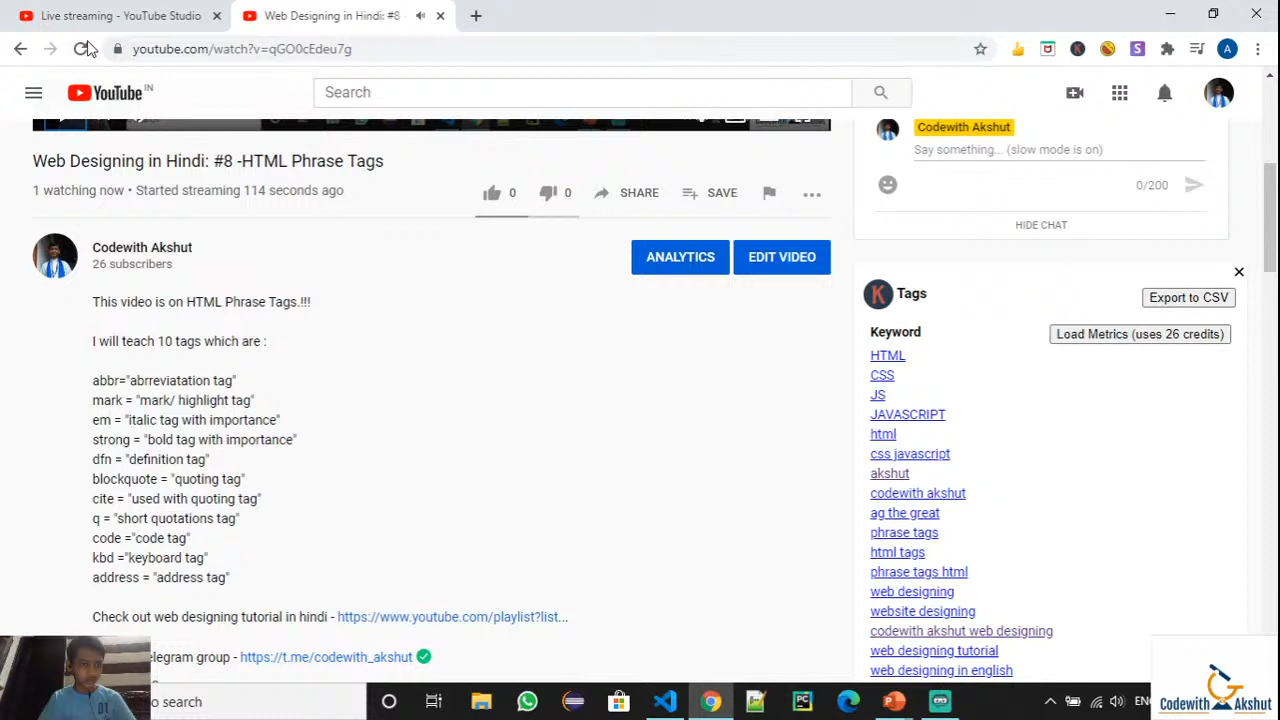 Live streaming - YouTube Studio
Web Designing in Hindi: #8 -
youtube.com/watch?v=qGO0cEdeu7g
A
YouTube IN
Search
Codewith Akshut
Say something... (slow mode is on)
0/200
HIDE CHAT
Web Designing in Hindi: #8 -HTML Phrase Tags
1 watching now • Started streaming 114 seconds ago
0
0
SHARE
SAVE
Codewith Akshut
26 subscribers
ANALYTICS
EDIT VIDEO
This video is on HTML Phrase Tags.!!!
I will teach 10 tags which are :
abbr="abrreviatation tag"
mark = "mark/ highlight tag"
em = "italic tag with importance"
strong = "bold tag with importance"
dfn = "definition tag"
blockquote = "quoting tag"
cite = "used with quoting tag"
q = "short quotations tag"
code ="code tag"
kbd ="keyboard tag"
address = "address tag"
Check out web designing tutorial in hindi - https://www.youtube.com/playlist?list...
elegram group - https://t.me/codewith_akshut
K Tags
Export to CSV
Keyword
Load Metrics (uses 26 credits)
HTML
CSS
JS
JAVASCRIPT
html
css javascript
akshut
codewith akshut
ag the great
phrase tags
html tags
phrase tags html
web designing
website designing
codewith akshut web designing
web designing tutorial
web designing in english
o search
ENG
Codewith Akshut